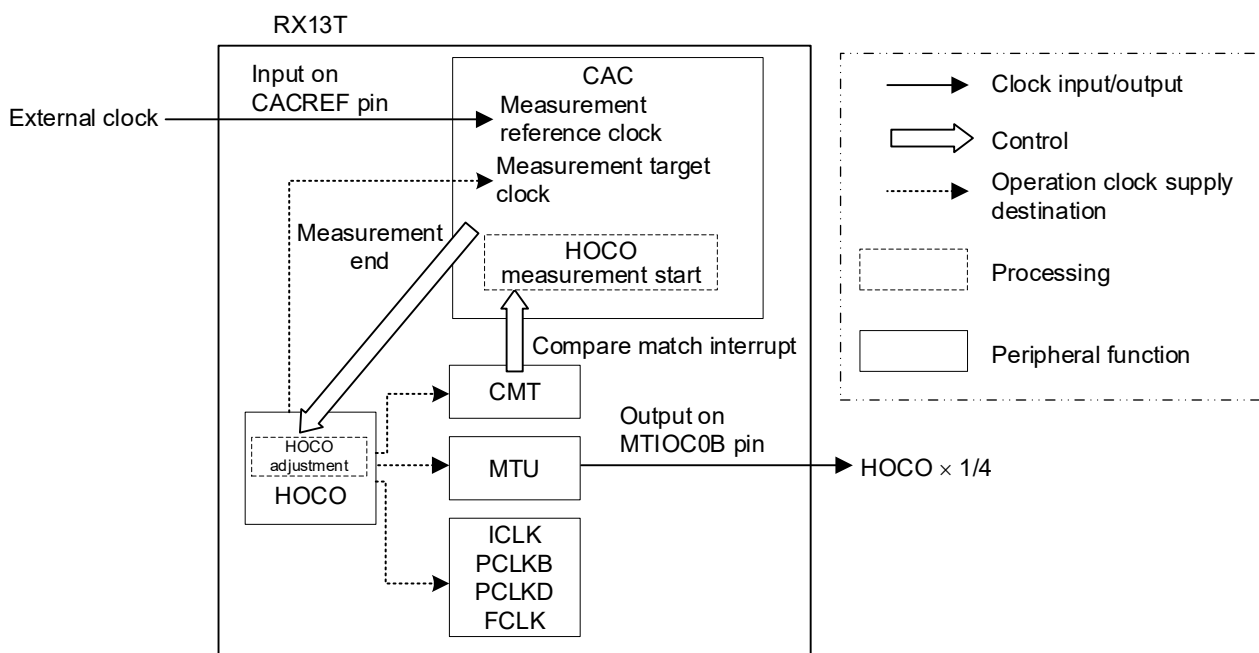 RX13T
External clock
Input on
CACREF pin
CAC
Measurement
reference clock
Measurement target
clock
Measurement
end
HOCO
measurement start
Compare match interrupt
CMT
HOCO
adjustment
HOCO
Output on
MTIOC0B pin
MTU
HOCO × 1/4
ICLK
PCLKB
PCLKD
FCLK
Clock input/output
Control
Operation clock supply
destination
Processing
Peripheral function